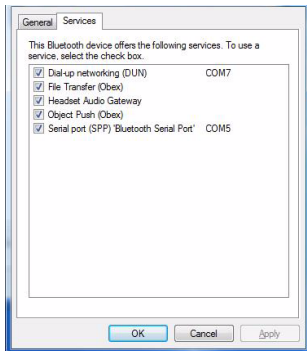 General Services
This Bluetooth device offers the following services. To use a
service, select the check box.
Dial-up networking (DUN) COM7
File Transfer (Obex)
Headset Audio Gateway
Object Push (Obex)
Serial port (SPP) 'Bluetooth Serial Port' COM5
OK Cancel Apply